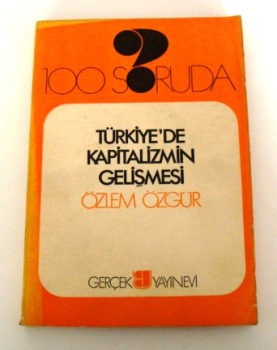 100 SORUDA
TÜRKİYE'DE
KAPİTALİZMİN
GELİŞMESİ
ÖZLEM ÖZGÜR
GERÇEK YAYINEVİ